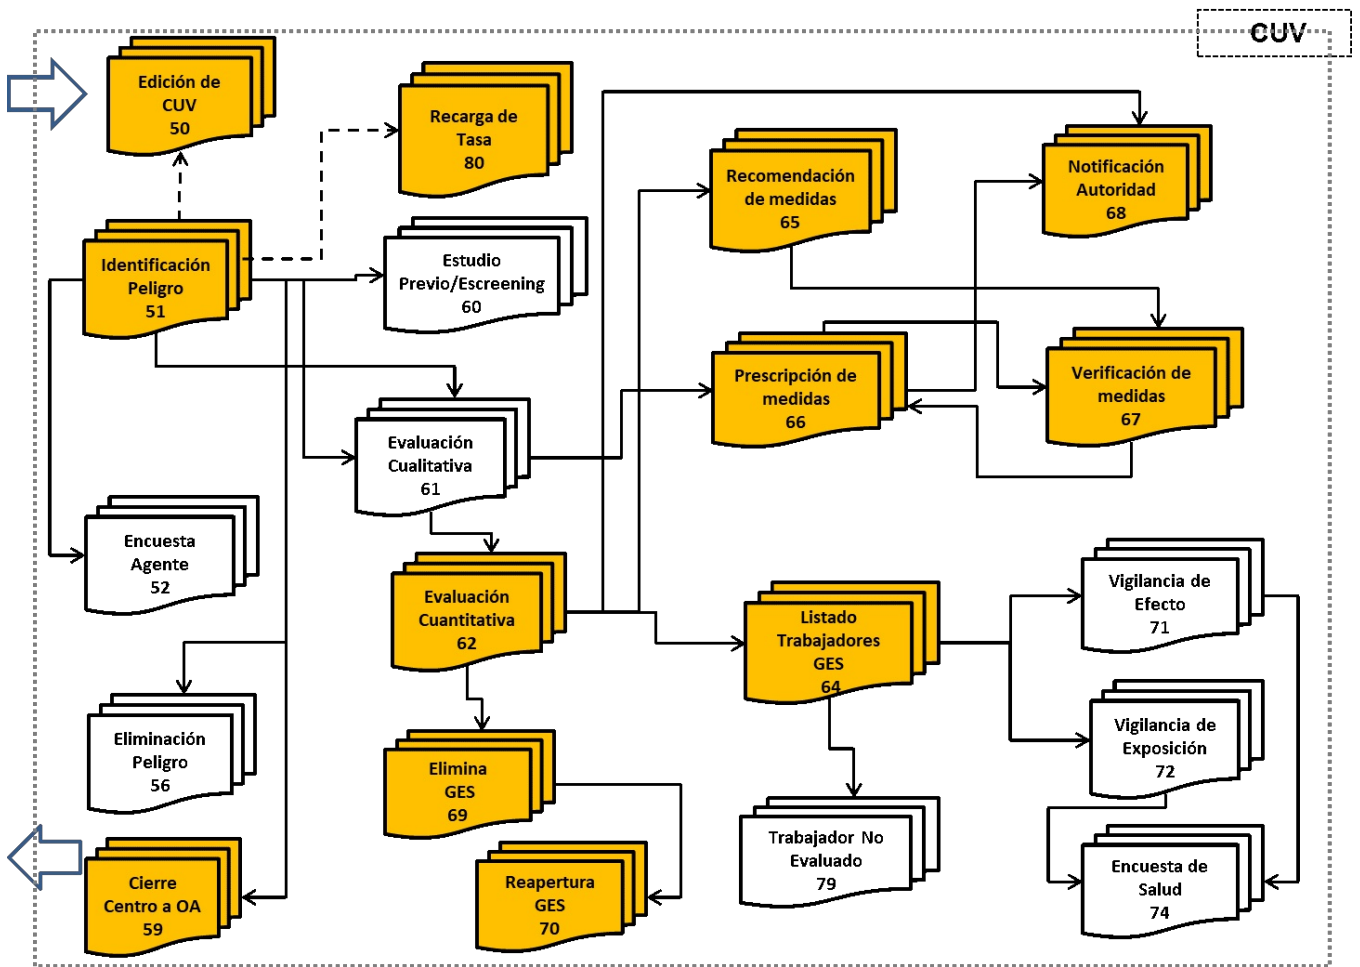 CUV
Edición de
CUV
50
Recarga de
Tasa
80
Recomendación
de medidas
65
Notificación
Autoridad
68
Identificación
Peligro
51
Estudio
Previo/Escreening
60
Prescripción de
medidas
66
Verificación de
medidas
67
Evaluación
Cualitativa
61
Encuesta
Agente
52
Evaluación
Cuantitativa
62
Listado
Trabajadores
GES
64
Vigilancia de
Efecto
71
Eliminación
Peligro
56
Elimina
GES
69
Vigilancia de
Exposición
72
Trabajador No
Evaluado
79
Cierre
Centro a OA
59
Reapertura
GES
70
Encuesta de
Salud
74